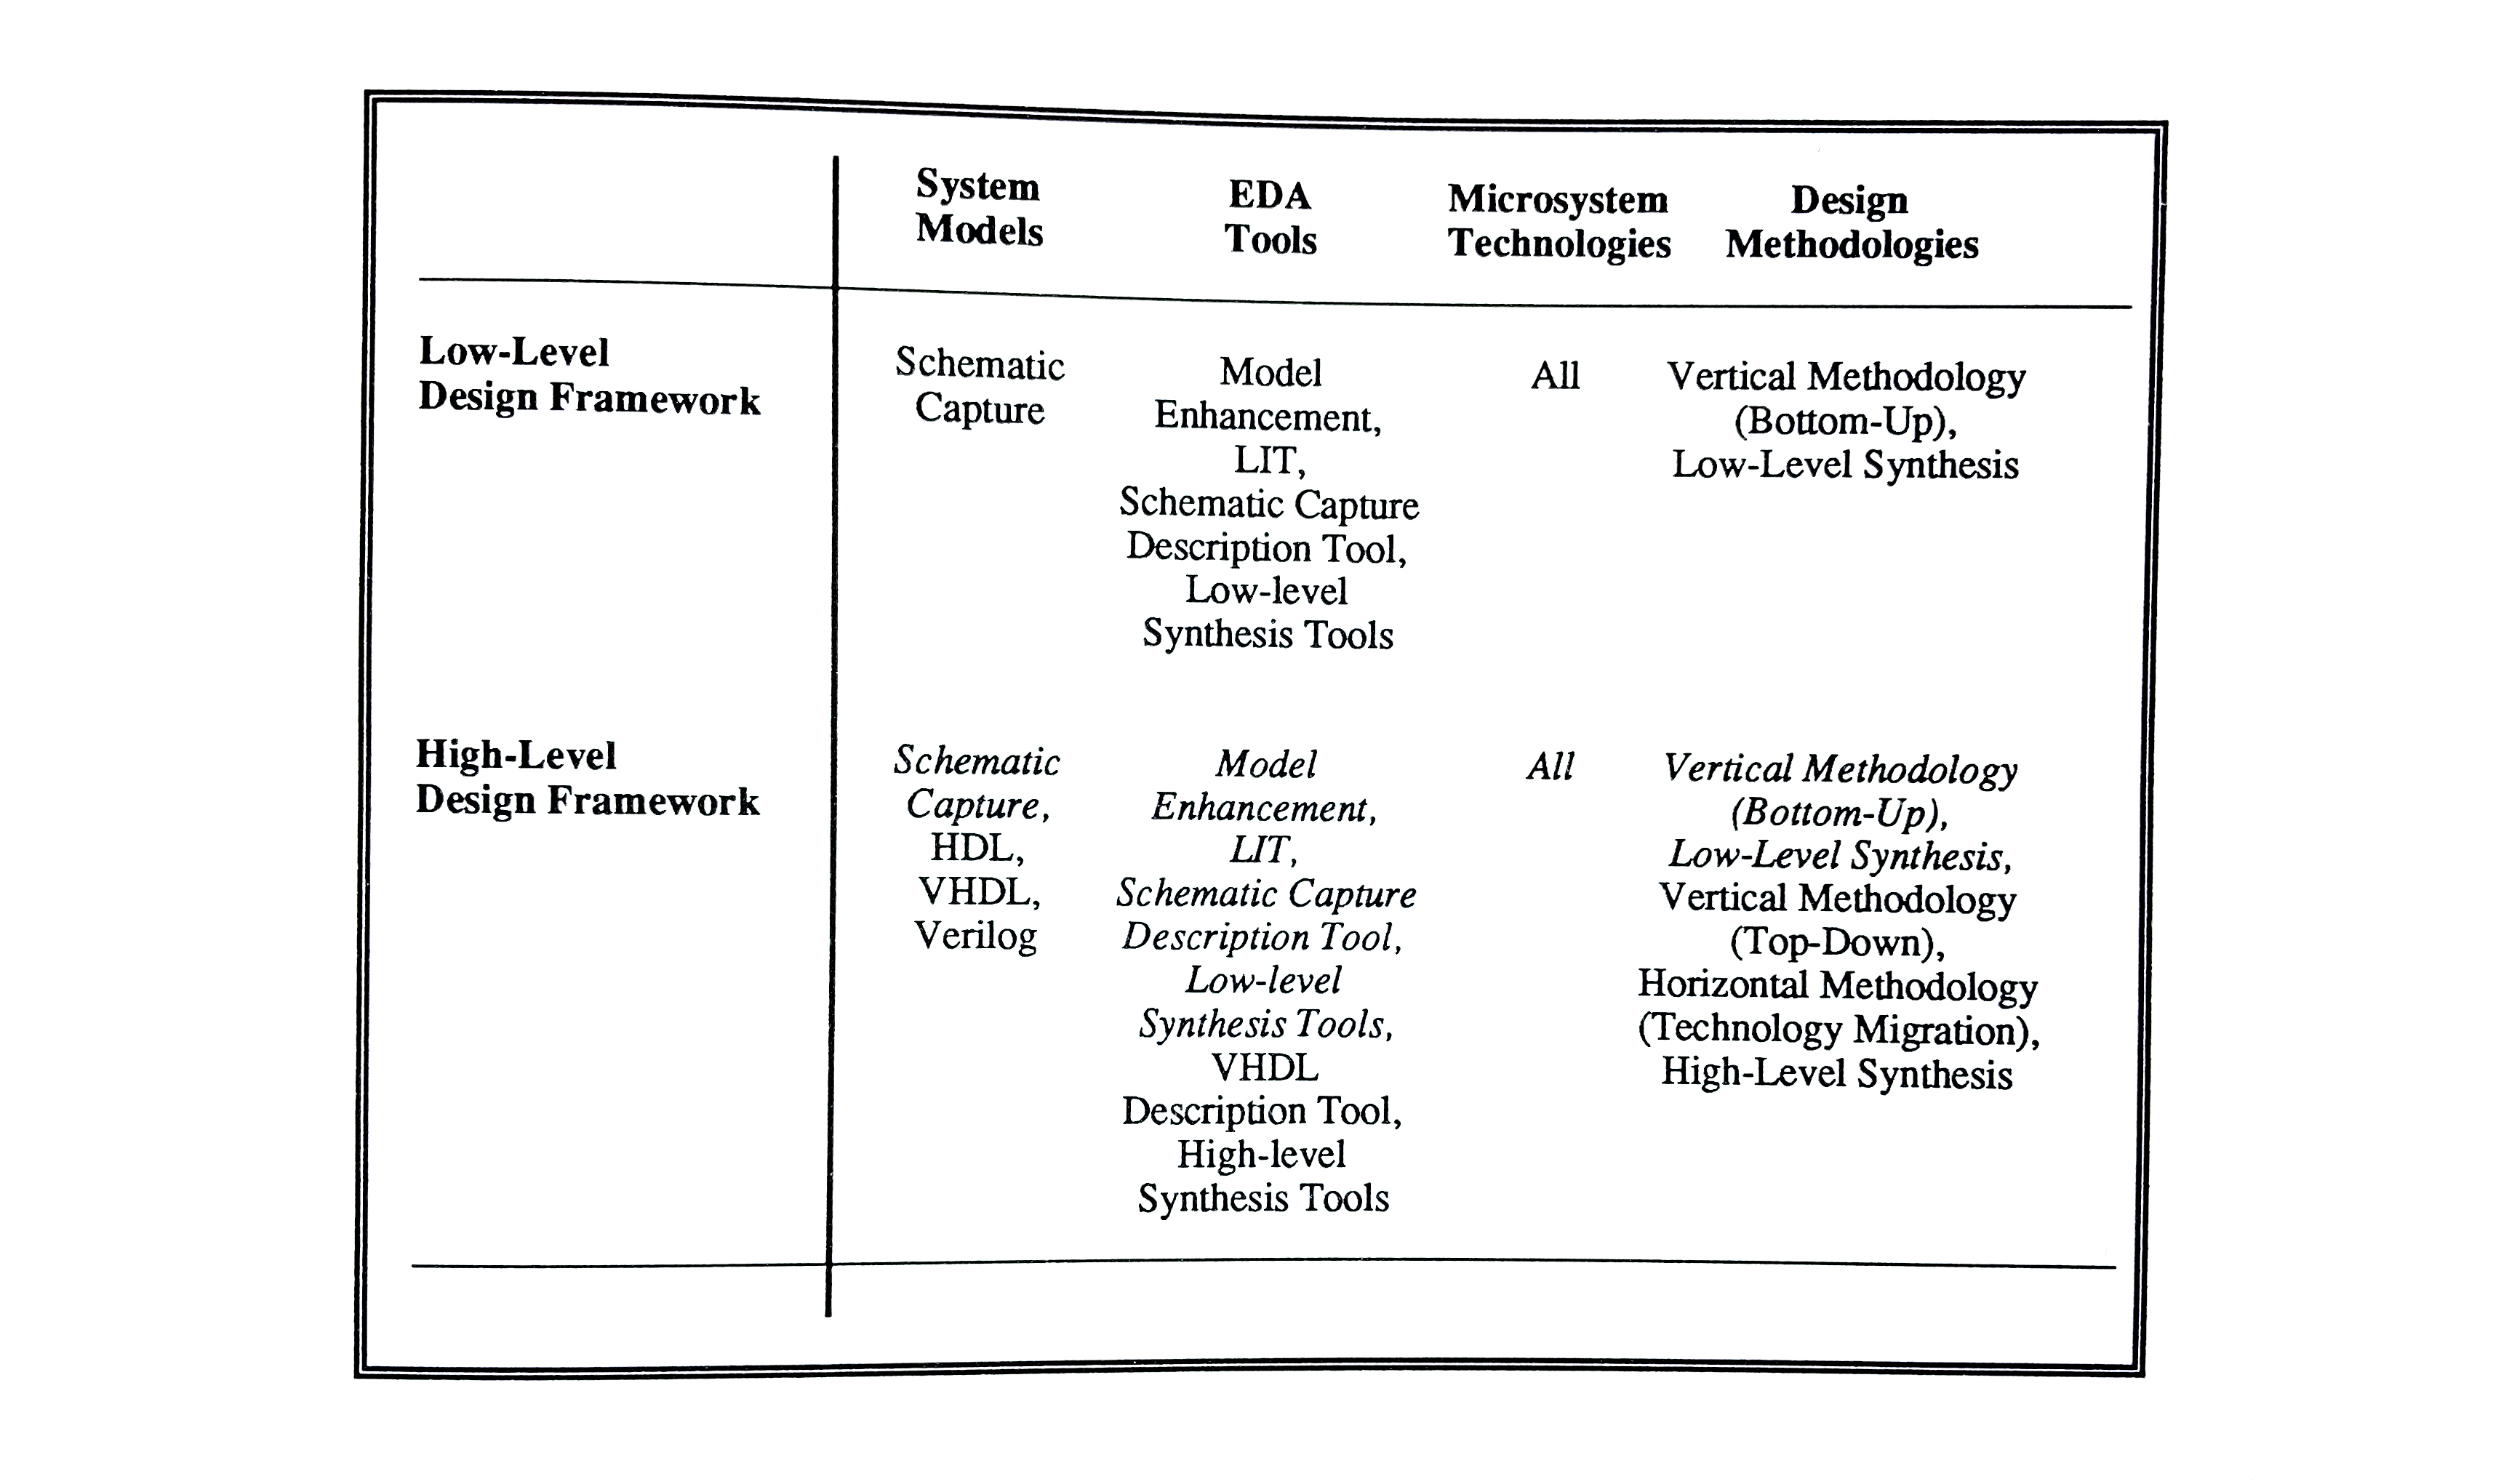 System
Models
EDA
Tools
Microsystem
Technologies
Design
Methodologies
Low-Level
Design Framework
Schematic
Capture
Model
Enhancement,
LIT,
Schematic Capture
Description Tool,
Low-level
Synthesis Tools
All
Vertical Methodology
(Bottom-Up),
Low-Level Synthesis
High-Level
Design Framework
Schematic
Capture,
HDL,
VHDL,
Verilog
Model
Enhancement,
LIT,
Schematic Capture
Description Tool,
Low-level
Synthesis Tools,
VHDL
Description Tool,
High-level
Synthesis Tools
All
Vertical Methodology
(Bottom-Up),
Low-Level Synthesis,
Vertical Methodology
(Top-Down),
Horizontal Methodology
(Technology Migration),
High-Level Synthesis